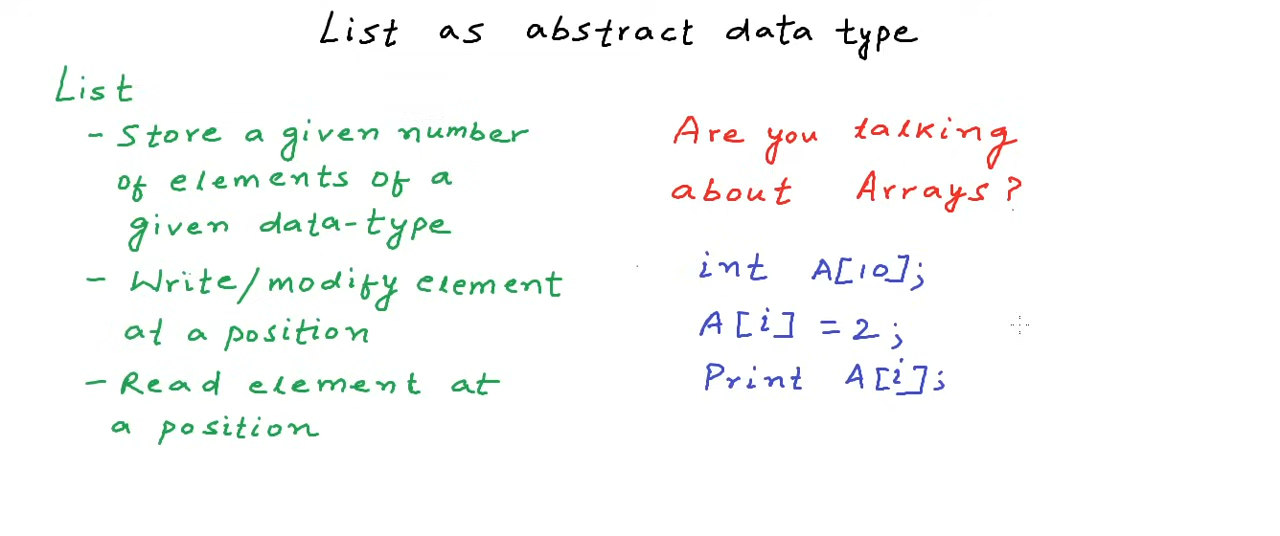 List as abstract data type
List
- Store a given number
of elements of a
given data-type
- Write/modify element
at a position
- Read element at
a position
Are you talking
about Arrays?
int A[10];
A[i] = 2;
Print A[i];